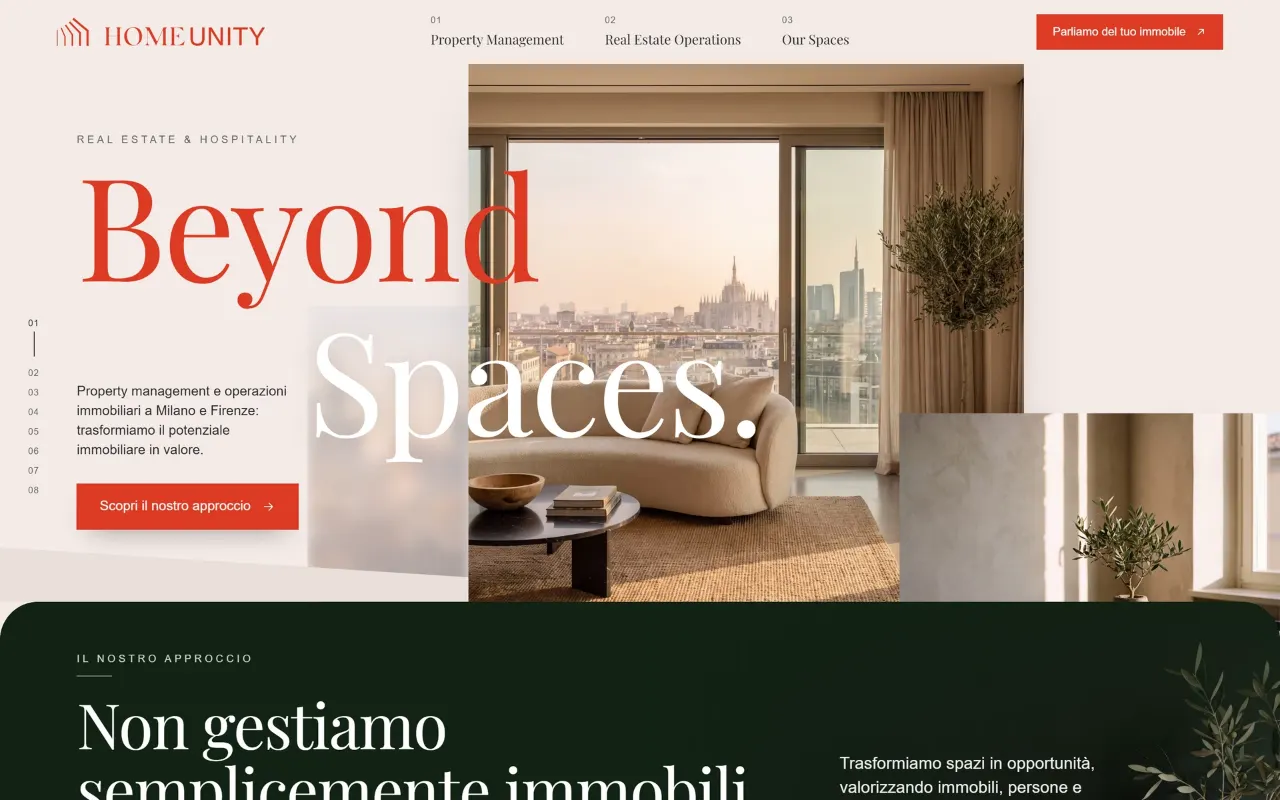 HOMEUNITY
01
Property Management
02
Real Estate Operations
03
Our Spaces
Parliamo del tuo immobile
REAL ESTATE & HOSPITALITY
Beyond
Spaces.
01
02
03
04
05
06
07
08
Property management e operazioni
immobiliari a Milano e Firenze:
trasformiamo il potenziale
immobiliare in valore.
Scopri il nostro approccio
IL NOSTRO APPROCCIO
Non gestiamo
semplicemente immobili
Trasformiamo spazi in opportunità,
valorizzando immobili, persone e